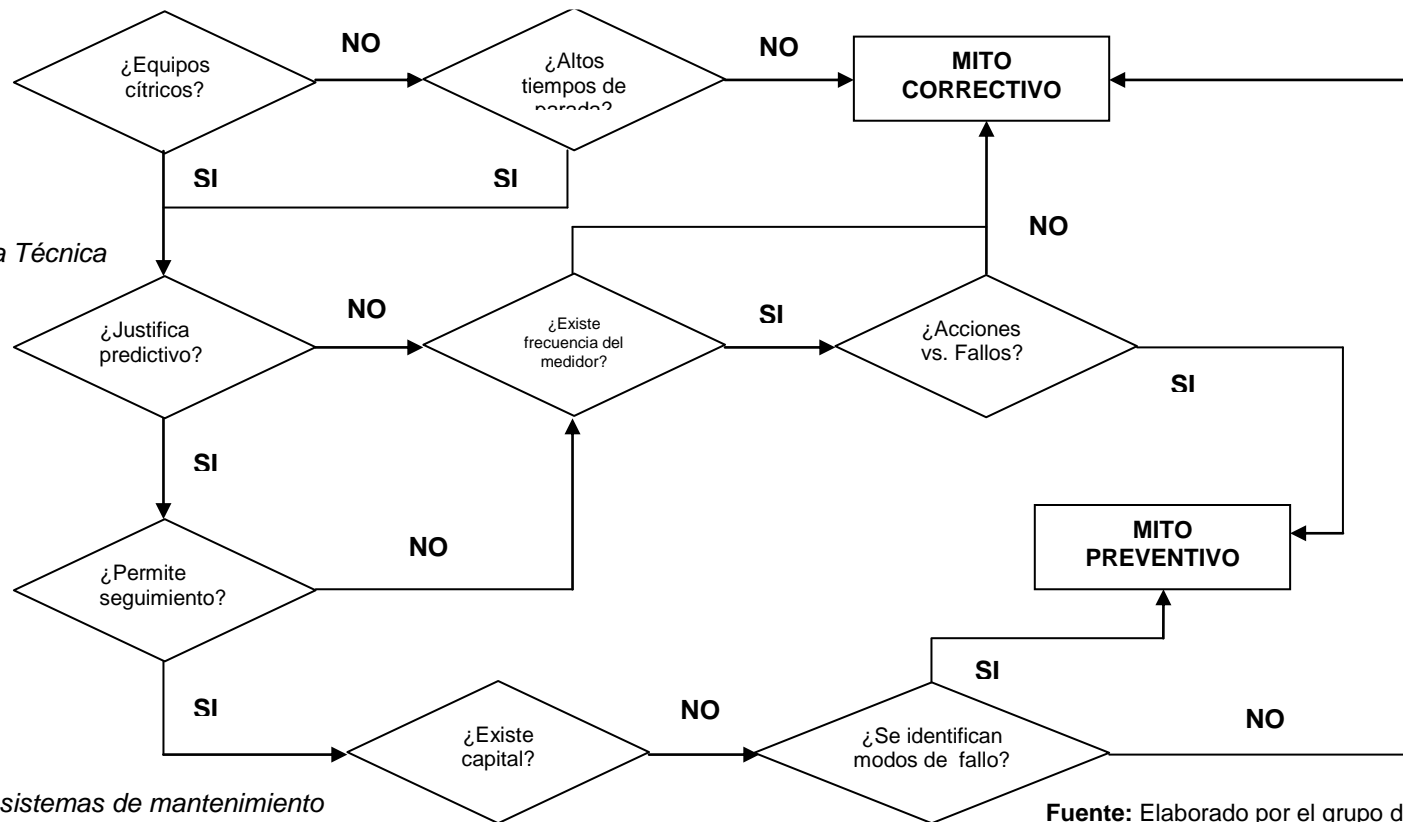 NO
NO
¿Equipos
cítricos?
¿Altos
tiempos de
parada?
MITO
CORRECTIVO
SI
SI
a Técnica
NO
NO
SI
¿Justifica
predictivo?
¿Existe
frecuencia del
medidor?
¿Acciones
vs. Fallos?
SI
SI
NO
¿Permite
seguimiento?
MITO
PREVENTIVO
SI
SI
NO
NO
¿Existe
capital?
¿Se identifican
modos de fallo?
sistemas de mantenimiento
Fuente: Elaborado por el grupo d